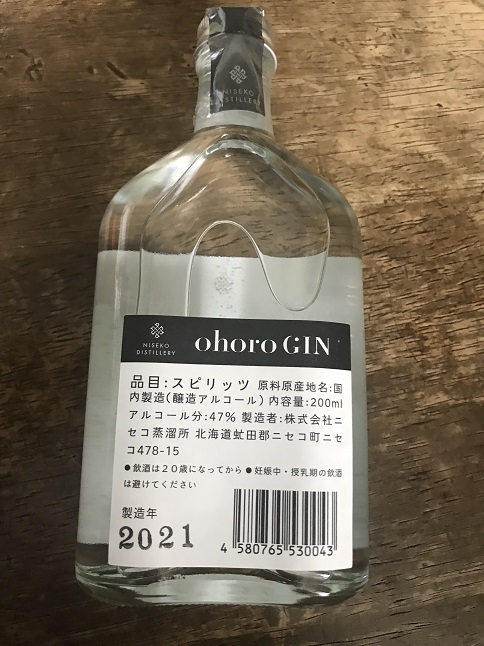 NISEKO
DISTILLERY
NISEKO
DISTILLERY
ohoro GIN
品目:スピリッツ 原料原産地名:国
内製造(醸造アルコール) 内容量:200ml
アルコール分:47% 製造者:株式会社ニ
セコ蒸溜所 北海道虻田郡ニセコ町ニセ
コ478-15
●飲酒は20歳になってから ●妊娠中・授乳期の飲酒
は避けてください
製造年
2021
4 580765 530043